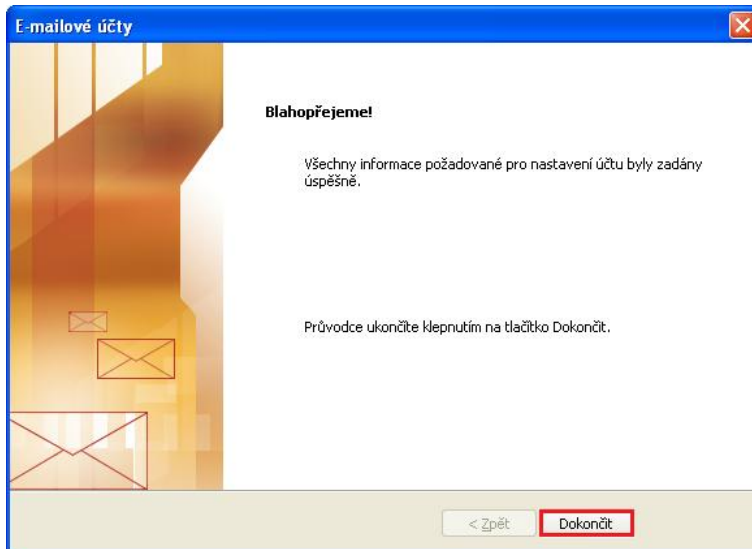 E-mailové účty
Blahopřejeme!
Všechny informace požadované pro nastavení účtu byly zadány
úspěšně.
Průvodce ukončíte klepnutím na tlačítko Dokončit.
< Zpět
Dokončit